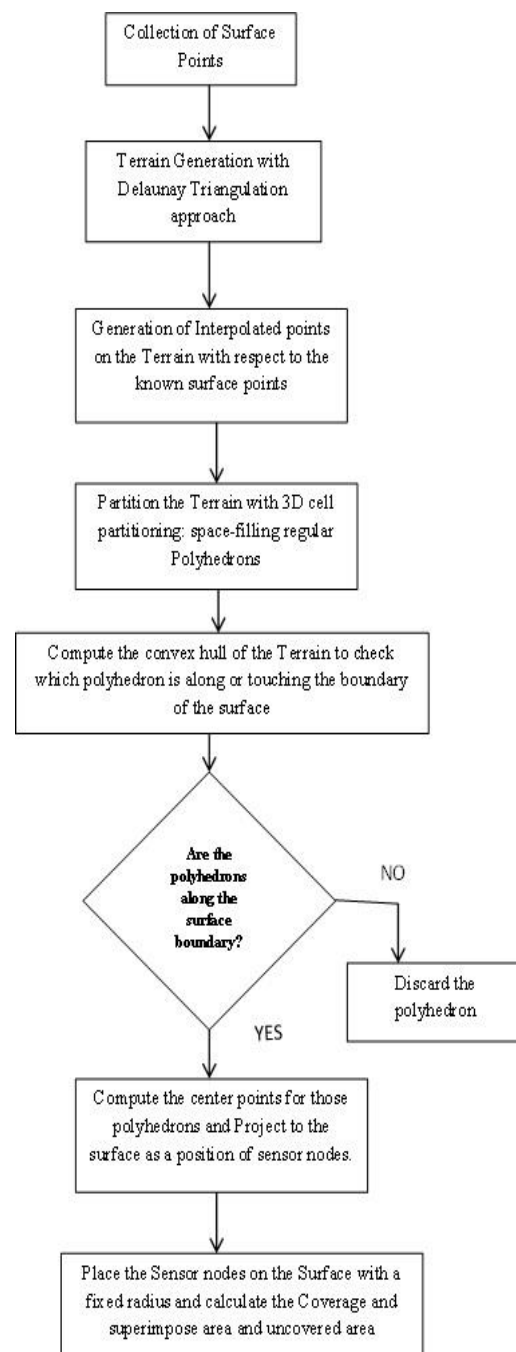 Collection of Surface
Points
Terrain Generation with
Delaunay Triangulation
approach
Generation of Interpolated points
on the Terrain with respect to the
known surface points
Partition the Terrain with 3D cell
partitioning: space-filling regular
Polyhedrons
Compute the convex hull of the Terrain to check
which polyhedron is along or touching the boundary
of the surface
Are the
polyhedrons
along the
surface
boundary?
NO
Discard the
polyhedron
YES
Compute the center points for those
polyhedrons and Project to the
surface as a position of sensor nodes.
Place the Sensor nodes on the Surface with a
fixed radius and calculate the Coverage and
superimpose area and uncovered area